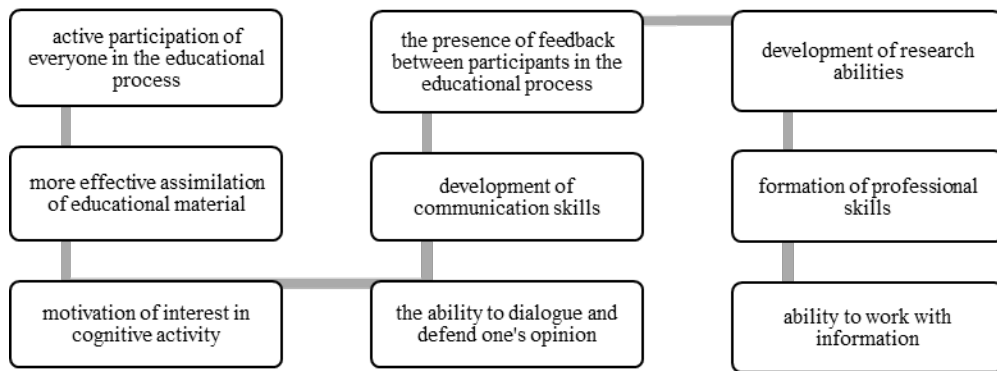 active participation of
everyone in the educational
process
more effective assimilation
of educational material
motivation of interest in
cognitive activity
the presence of feedback
between participants in the
educational process
development of
communication skills
the ability to dialogue and
defend one's opinion
development of research
abilities
formation of professional
skills
ability to work with
information